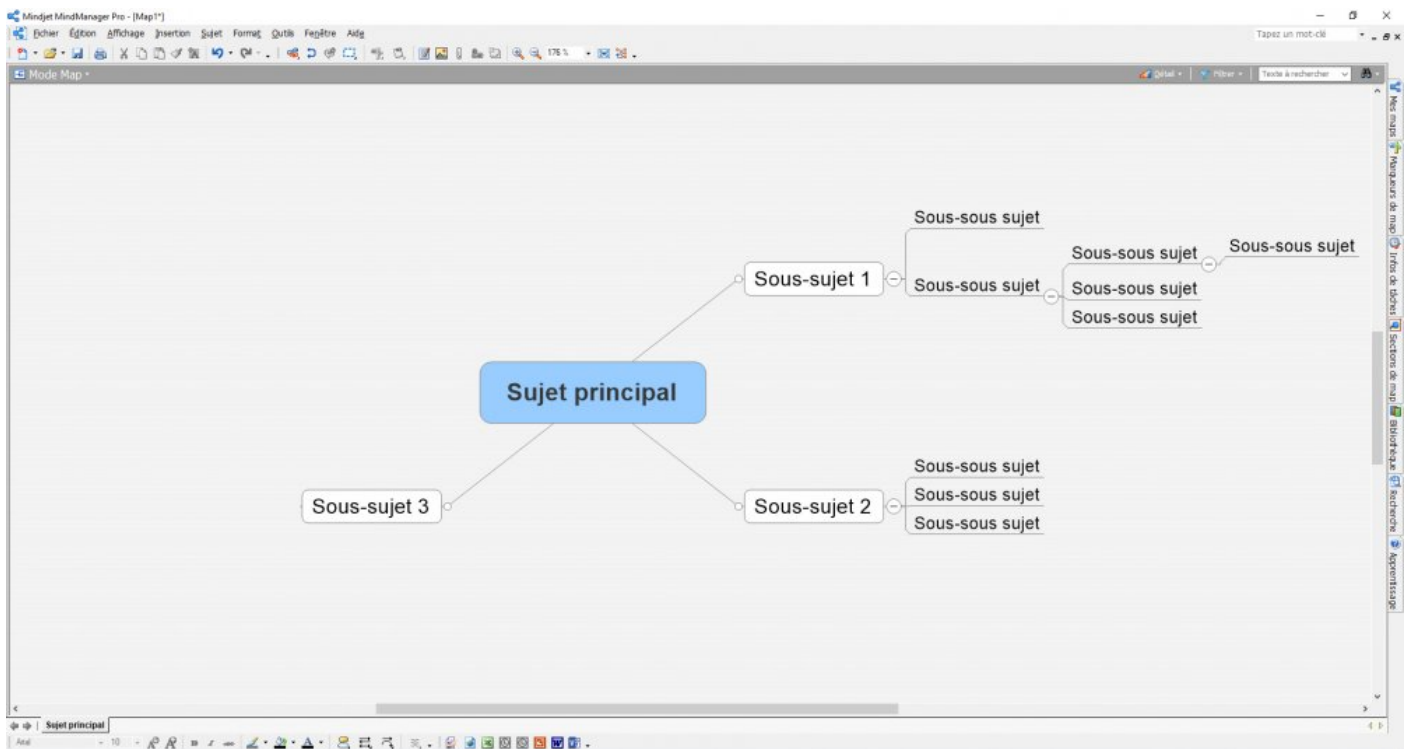 Mindjet MindManager Pro - [Map1*]
Fichier Édition Affichage Insertion Sujet Format Outils Fenêtre Aide
Tapez un mot-clé
176 %
Mode Map
Détail Filtrer Texte à rechercher
Sous-sous sujet
Sous-sous sujet Sous-sous sujet
Sous-sujet 1 Sous-sous sujet Sous-sous sujet
Sous-sous sujet
Sujet principal
Sous-sous sujet
Sous-sujet 3 Sous-sujet 2 Sous-sous sujet
Sous-sous sujet
Mes maps
Marqueurs de map
Infos de tâches
Sections de map
Bibliothèque
Recherche
Apprentissage
Sujet principal
Arial 10